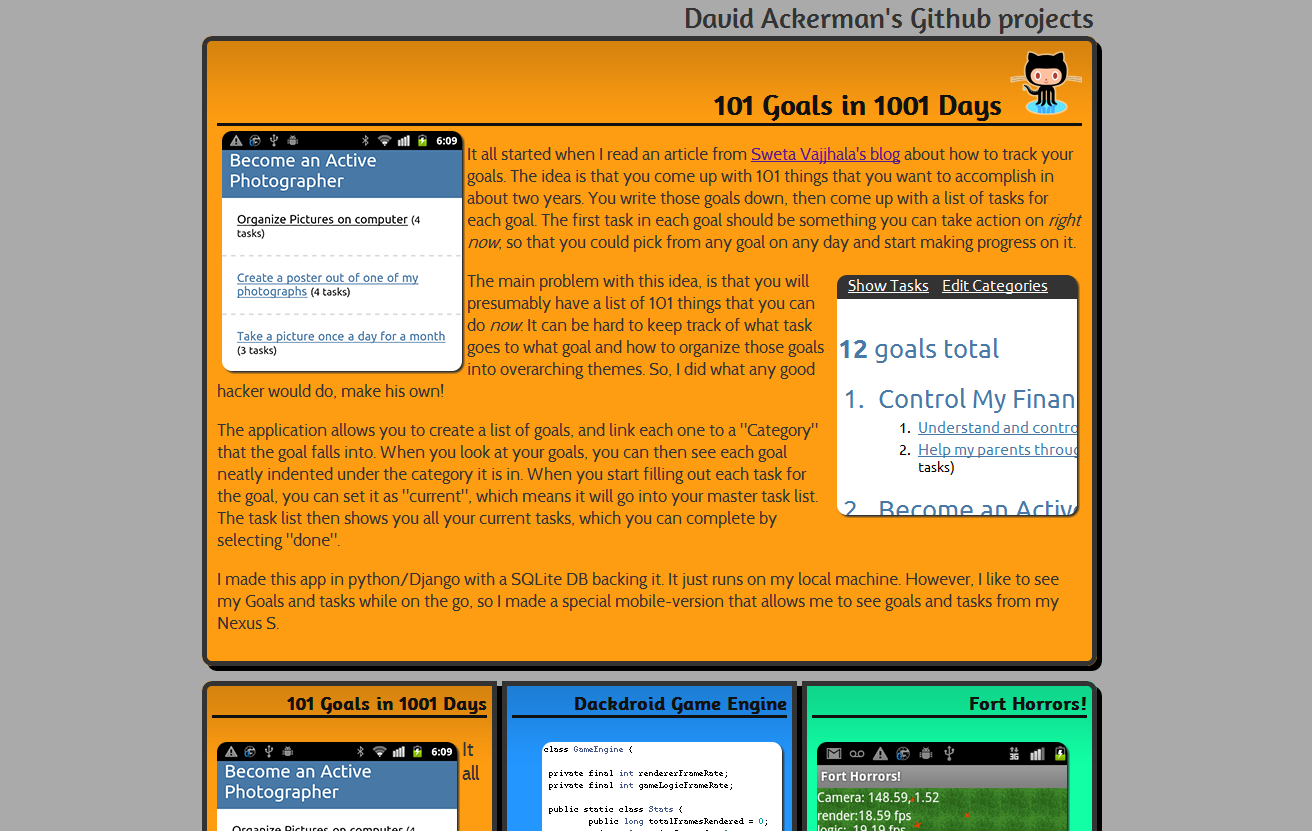 David Ackerman's Github projects
101 Goals in 1001 Days
6:09
Become an Active
Photographer
Organize Pictures on computer (4
tasks)
Create a poster out of one of my
photographs (4 tasks)
Take a picture once a day for a month
(3 tasks)
It all started when I read an article from Sweta Vajjhala's blog about how to track your
goals. The idea is that you come up with 101 things that you want to accomplish in
about two years. You write those goals down, then come up with a list of tasks for
each goal. The first task in each goal should be something you can take action on right
now, so that you could pick from any goal on any day and start making progress on it.
The main problem with this idea, is that you will
presumably have a list of 101 things that you can
do now. It can be hard to keep track of what task
goes to what goal and how to organize those goals
into overarching themes. So, I did what any good
hacker would do, make his own!
Show Tasks Edit Categories
12 goals total
1. Control My Finan
1. Understand and contro
2. Help my parents throug
tasks)
2. Become an Active
The application allows you to create a list of goals, and link each one to a "Category"
that the goal falls into. When you look at your goals, you can then see each goal
neatly indented under the category it is in. When you start filling out each task for
the goal, you can set it as "current", which means it will go into your master task list.
The task list then shows you all your current tasks, which you can complete by
selecting "done".
I made this app in python/Django with a SQLite DB backing it. It just runs on my local machine. However, I like to see
my Goals and tasks while on the go, so I made a special mobile-version that allows me to see goals and tasks from my
Nexus S.
101 Goals in 1001 Days
6:09
Become an Active
Photographer
Organize Pictures on computer (4
It
all
Dackdroid Game Engine
class GameEngine {
private final int rendererFrameRate;
private final int gameLogicFrameRate;
public static class Stats {
public long totalFramesRendered = 0;
Fort Horrors!
3G
Fort Horrors!
Camera: 148.59, 1.52
render:18.59 fps
logic: 19.19 fps